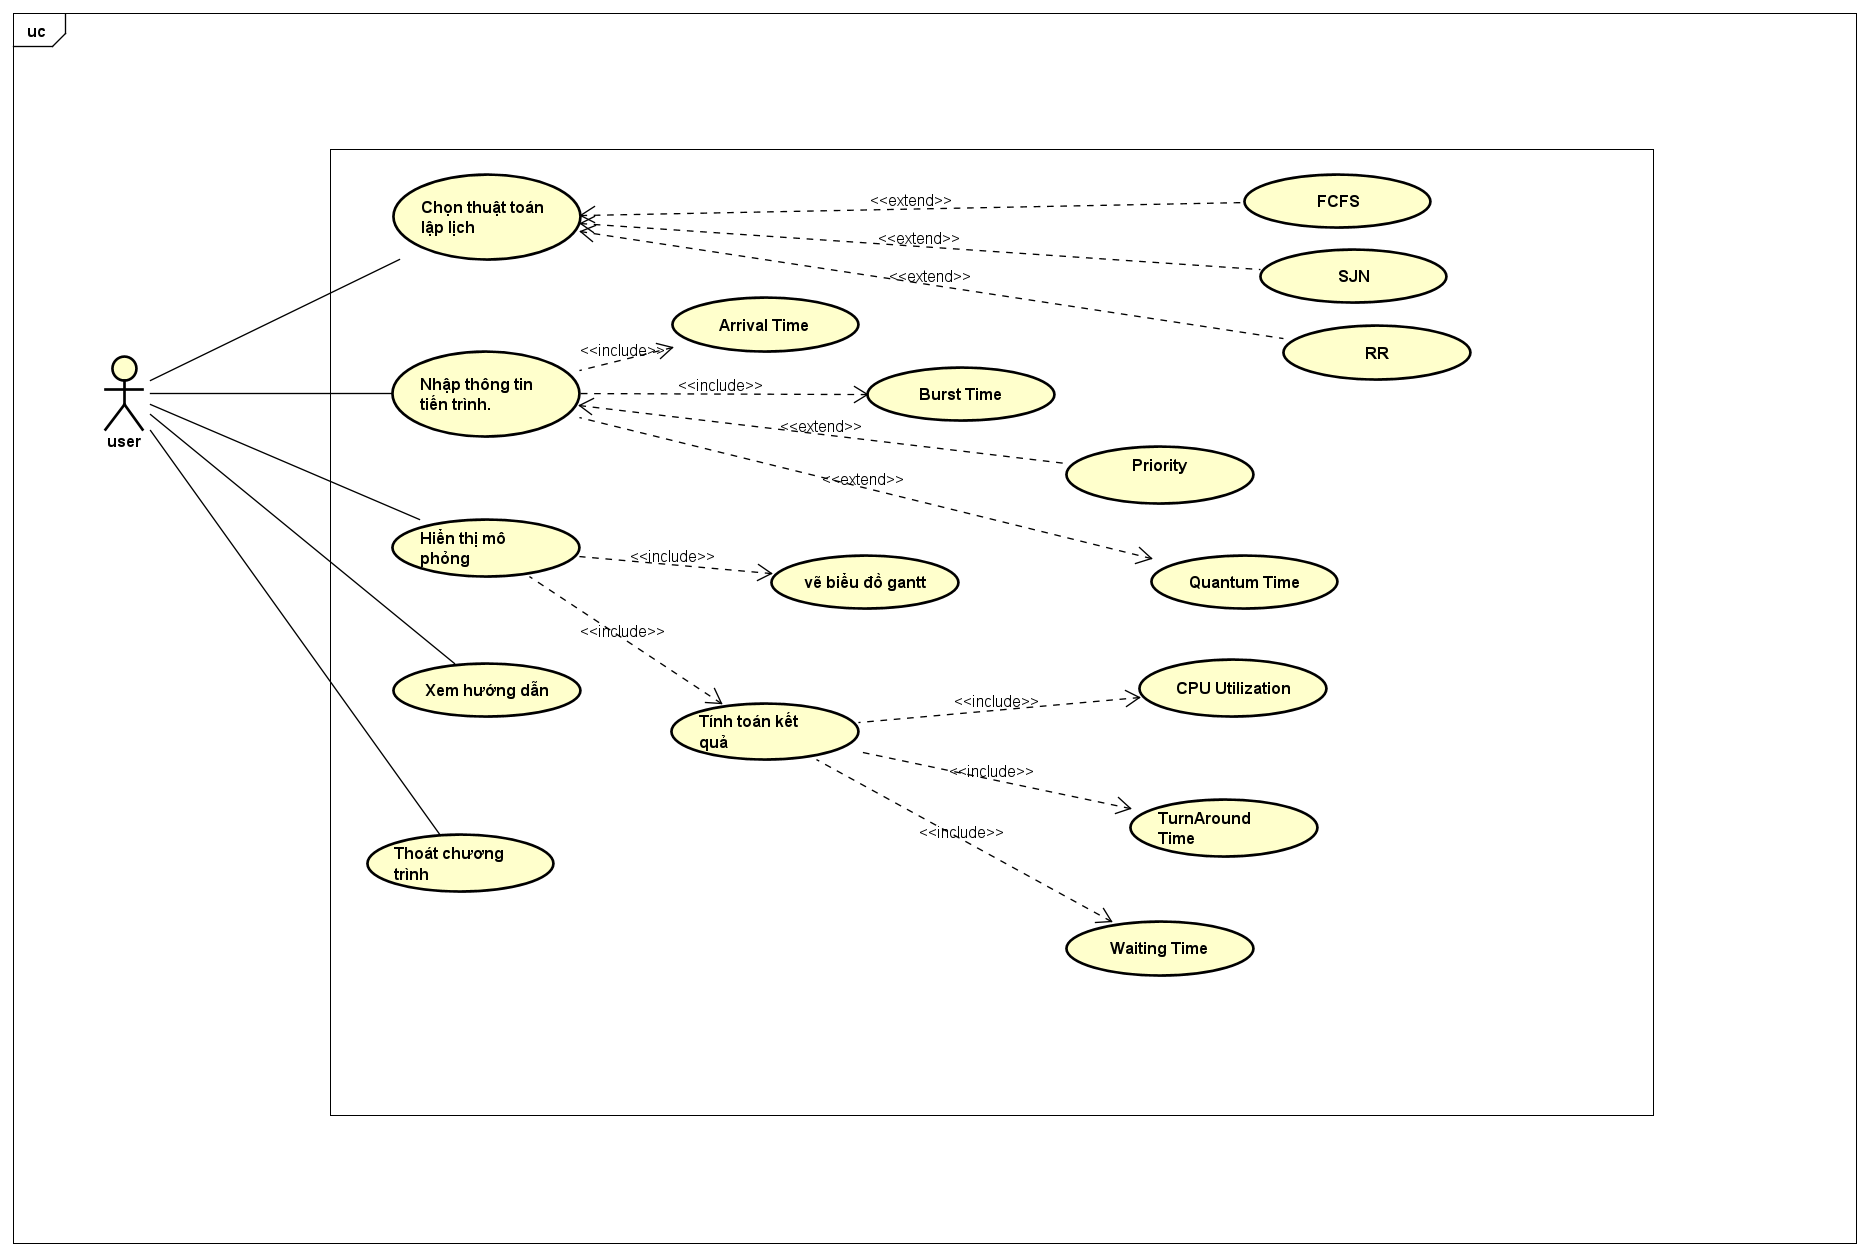 uc
Chọn thuật toán
lập lịch
<<extend>>
FCFS
<<extend>>
SJN
<<extend>>
RR
Arrival Time
<<include>>
Nhập thông tin
tiến trình.
<<include>>
Burst Time
<<extend>>
Priority
<<extend>>
Quantum Time
user
Hiển thị mô
phỏng
<<include>>
vẽ biểu đồ gantt
<<include>>
Xem hướng dẫn
Tính toán kết
quả
<<include>>
CPU Utilization
<<include>>
TurnAround
Time
<<include>>
Waiting Time
Thoát chương
trình